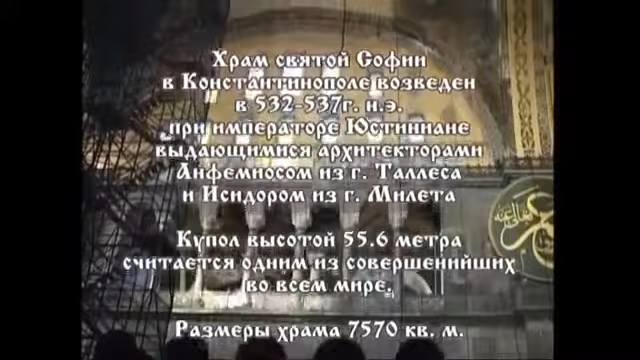 Храм святой Софии
в Константинополе возведен
в 532-537г. н.э.
при императоре Юстиниане
выдающимися архитекторами
Анфемиосом из г. Таллеса
и Исидором из г. Милета
Купол высотой 55.6 метра
считается одним из совершенийших
во всем мире.
Размеры храма 7570 кв. м.